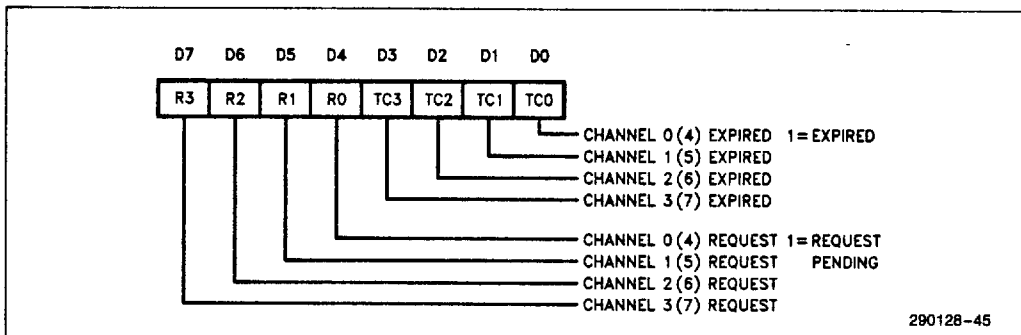 D7 D6 D5 D4 D3 D2 D1 D0
R3 R2 R1 R0 TC3 TC2 TC1 TC0
CHANNEL 0(4) EXPIRED 1=EXPIRED
CHANNEL 1(5) EXPIRED
CHANNEL 2(6) EXPIRED
CHANNEL 3(7) EXPIRED
CHANNEL 0(4) REQUEST 1=REQUEST
CHANNEL 1(5) REQUEST PENDING
CHANNEL 2(6) REQUEST
CHANNEL 3(7) REQUEST
290128-45